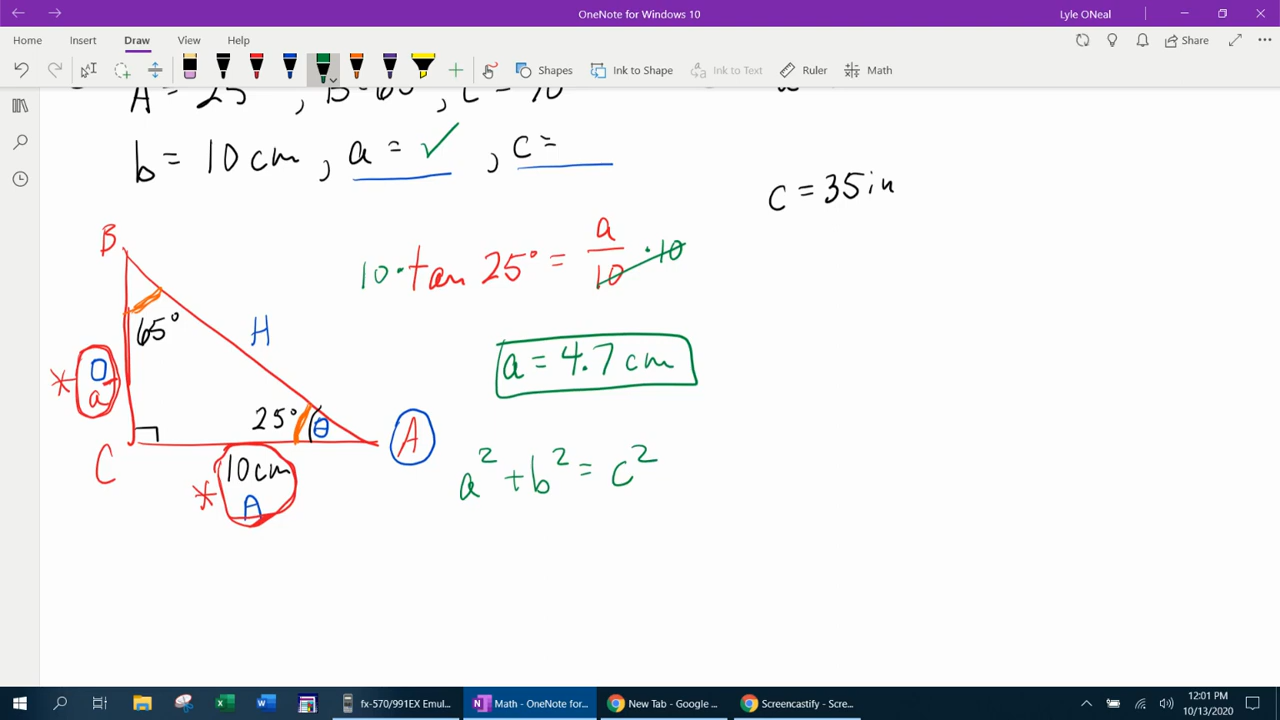 OneNote for Windows 10
Lyle ONeal
Home Insert Draw View Help
Share
Shapes Ink to Shape Ink to Text Ruler Math
A = 25 , B = 65 , C = 90
b = 10 cm , a = ✓ , c =
c = 35 in
B
10 · tan 25° = a/10 · 10
65°
H
a = 4.7 cm
O
a
25° θ A
C
10 cm
A
a² + b² = c²
fx-570/991EX Emul... Math - OneNote for... New Tab - Google ... Screencastify - Scre...
12:01 PM
10/13/2020